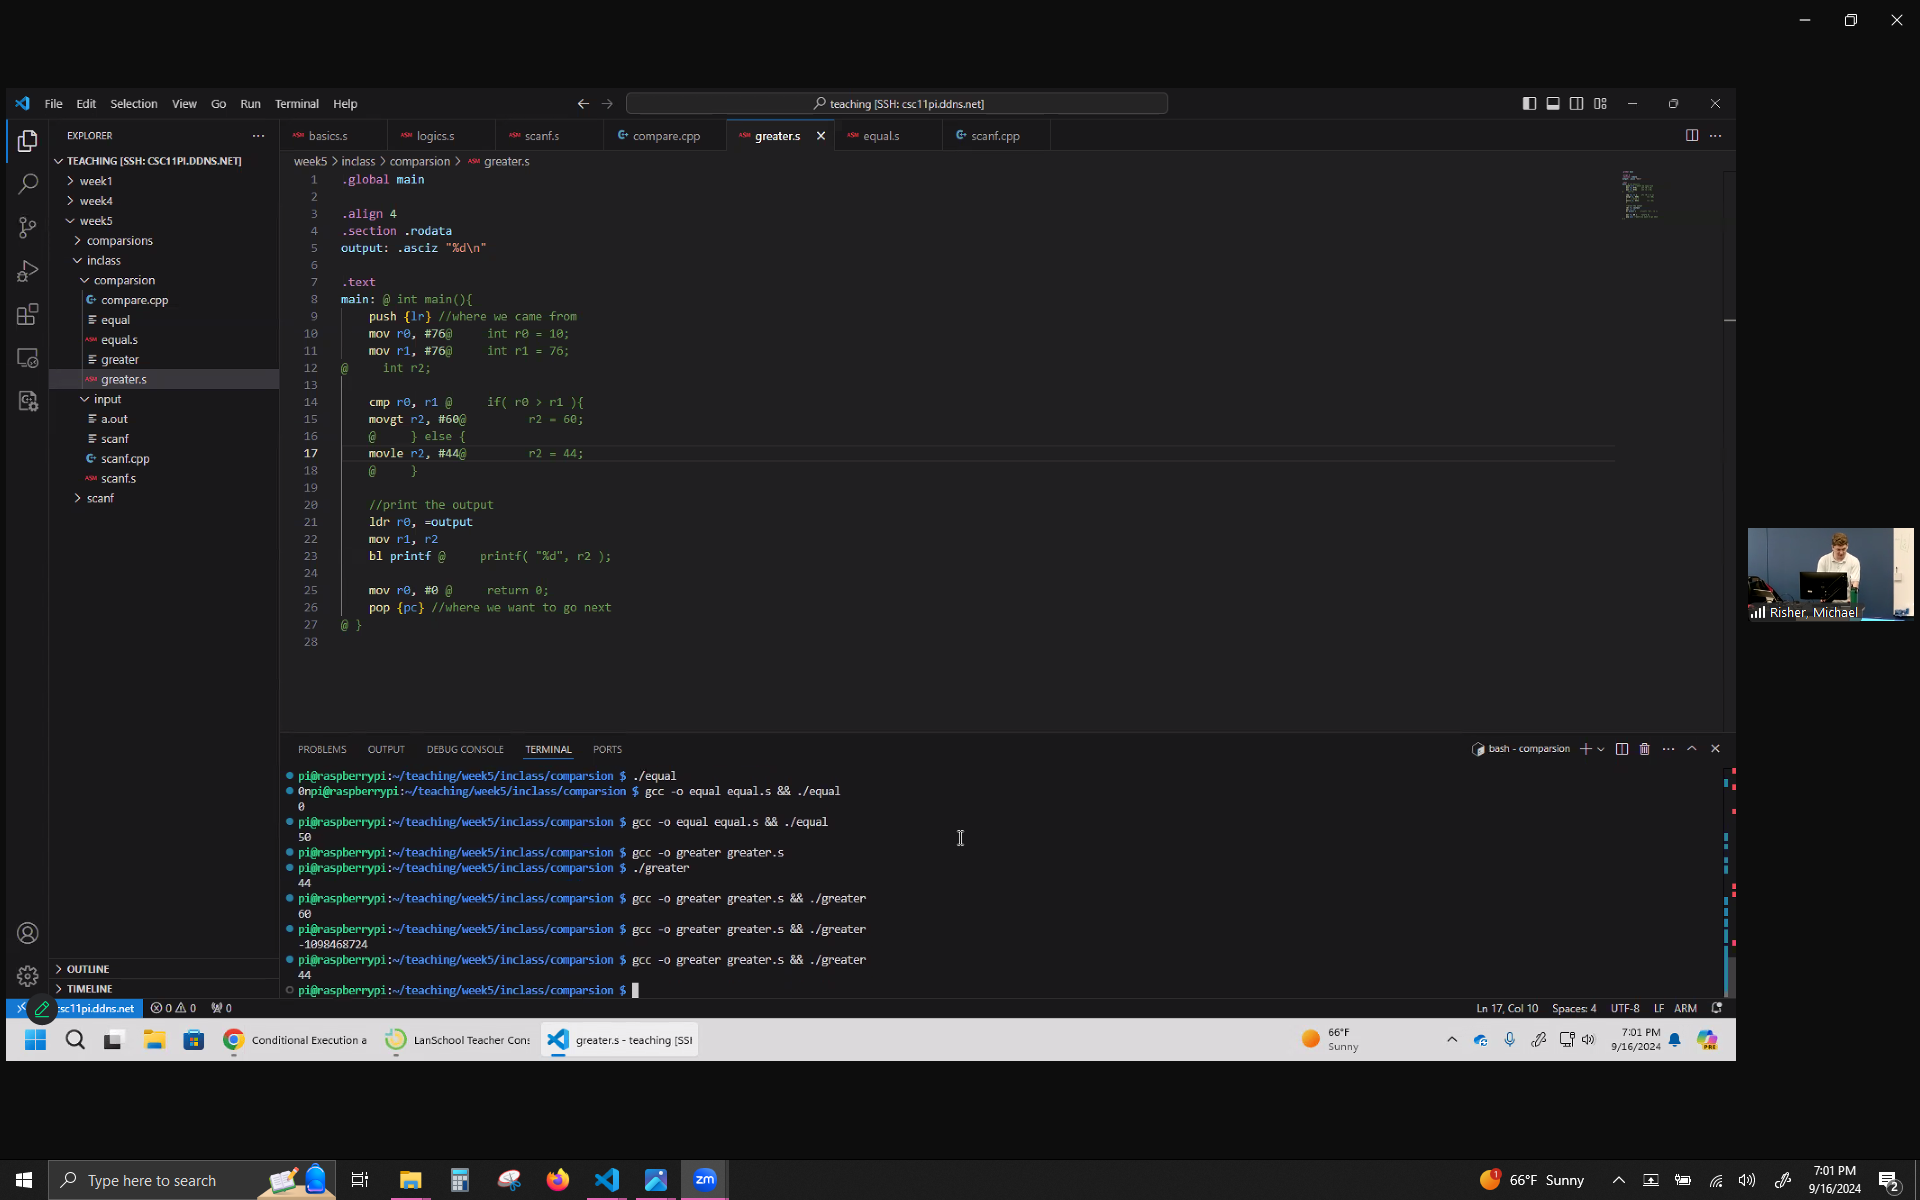 File Edit Selection View Go Run Terminal Help
teaching [SSH: csc11pi.ddns.net]
EXPLORER
TEACHING [SSH: CSC11PI.DDNS.NET]
week1
week4
week5
comparsions
inclass
comparsion
compare.cpp
equal
ASM equal.s
greater
ASM greater.s
input
a.out
scanf
scanf.cpp
ASM scanf.s
scanf
OUTLINE
TIMELINE
ASM basics.s ASM logics.s ASM scanf.s compare.cpp ASM greater.s ASM equal.s scanf.cpp
week5 > inclass > comparsion > ASM greater.s
1 .global main
2
3 .align 4
4 .section .rodata
5 output: .asciz "%d\n"
6
7 .text
8 main: @ int main(){
9 push {lr} //where we came from
10 mov r0, #76@ int r0 = 10;
11 mov r1, #76@ int r1 = 76;
12 @ int r2;
13
14 cmp r0, r1 @ if( r0 > r1 ){
15 movgt r2, #60@ r2 = 60;
16 @ } else {
17 movle r2, #44@ r2 = 44;
18 @ }
19
20 //print the output
21 ldr r0, =output
22 mov r1, r2
23 bl printf @ printf( "%d", r2 );
24
25 mov r0, #0 @ return 0;
26 pop {pc} //where we want to go next
27 @ }
28
PROBLEMS OUTPUT DEBUG CONSOLE TERMINAL PORTS
bash - comparsion
pi@raspberrypi:~/teaching/week5/inclass/comparsion $ ./equal
0npi@raspberrypi:~/teaching/week5/inclass/comparsion $ gcc -o equal equal.s && ./equal
0
pi@raspberrypi:~/teaching/week5/inclass/comparsion $ gcc -o equal equal.s && ./equal
50
pi@raspberrypi:~/teaching/week5/inclass/comparsion $ gcc -o greater greater.s
pi@raspberrypi:~/teaching/week5/inclass/comparsion $ ./greater
44
pi@raspberrypi:~/teaching/week5/inclass/comparsion $ gcc -o greater greater.s && ./greater
60
pi@raspberrypi:~/teaching/week5/inclass/comparsion $ gcc -o greater greater.s && ./greater
-1098468724
pi@raspberrypi:~/teaching/week5/inclass/comparsion $ gcc -o greater greater.s && ./greater
44
pi@raspberrypi:~/teaching/week5/inclass/comparsion $
csc11pi.ddns.net 0 0 0
Ln 17, Col 10 Spaces: 4 UTF-8 LF ARM
Conditional Execution a
LanSchool Teacher Cons
greater.s - teaching [SSI
66°F
Sunny
7:01 PM
9/16/2024
PRE
Risher, Michael
Type here to search
zm
1
66°F Sunny
7:01 PM
9/16/2024
2